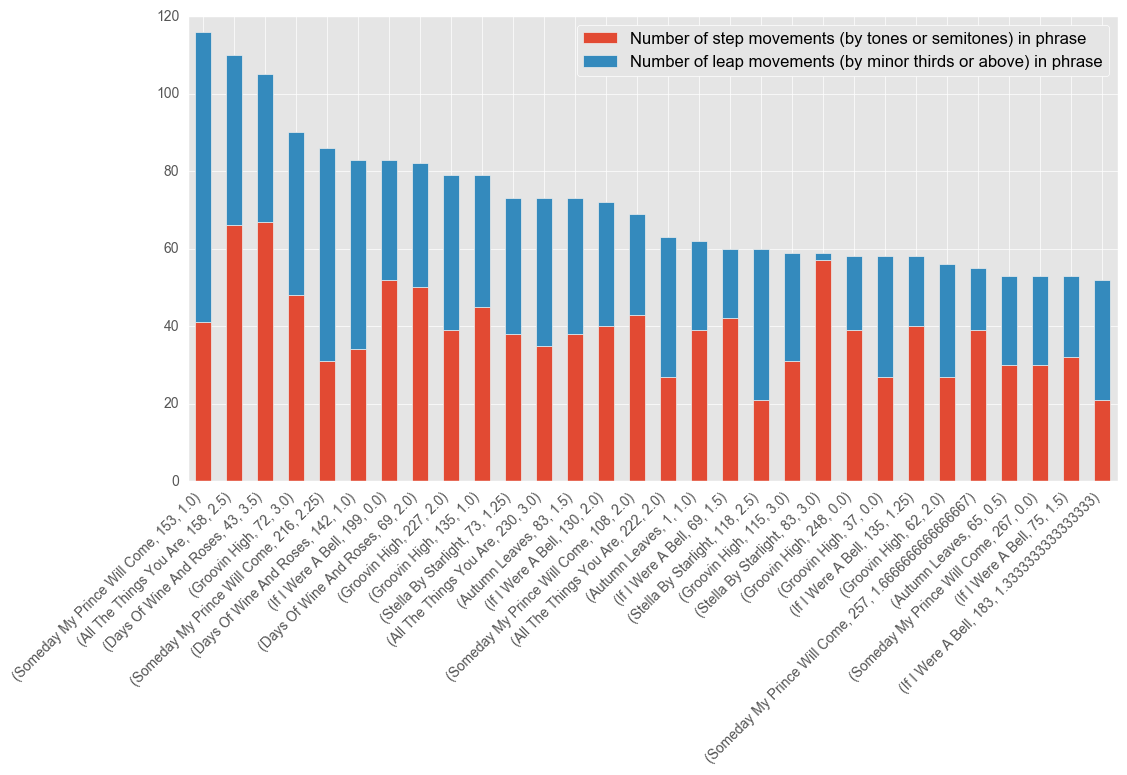 120
100
80
60
40
20
0
Number of step movements (by tones or semitones) in phrase
Number of leap movements (by minor thirds or above) in phrase
(Someday My Prince Will Come, 153, 1.0)
(All The Things You Are, 158, 2.5)
(Days Of Wine And Roses, 43, 3.5)
(Groovin High, 72, 3.0)
(Someday My Prince Will Come, 216, 2.25)
(Days Of Wine And Roses, 142, 1.0)
(If I Were A Bell, 199, 0.0)
(Days Of Wine And Roses, 69, 2.0)
(Groovin High, 227, 2.0)
(Groovin High, 135, 1.0)
(Stella By Starlight, 73, 1.25)
(All The Things You Are, 230, 3.0)
(Autumn Leaves, 83, 1.5)
(If I Were A Bell, 130, 2.0)
(Someday My Prince Will Come, 108, 2.0)
(All The Things You Are, 222, 2.0)
(Autumn Leaves, 1, 1.0)
(If I Were A Bell, 69, 1.5)
(Stella By Starlight, 118, 2.5)
(Groovin High, 115, 3.0)
(Stella By Starlight, 83, 3.0)
(Groovin High, 248, 0.0)
(Groovin High, 37, 0.0)
(If I Were A Bell, 135, 1.25)
(Groovin High, 62, 2.0)
(Someday My Prince Will Come, 257, 1.6666666666666667)
(Autumn Leaves, 65, 0.5)
(Someday My Prince Will Come, 267, 0.0)
(If I Were A Bell, 75, 1.5)
(If I Were A Bell, 183, 1.3333333333333333)